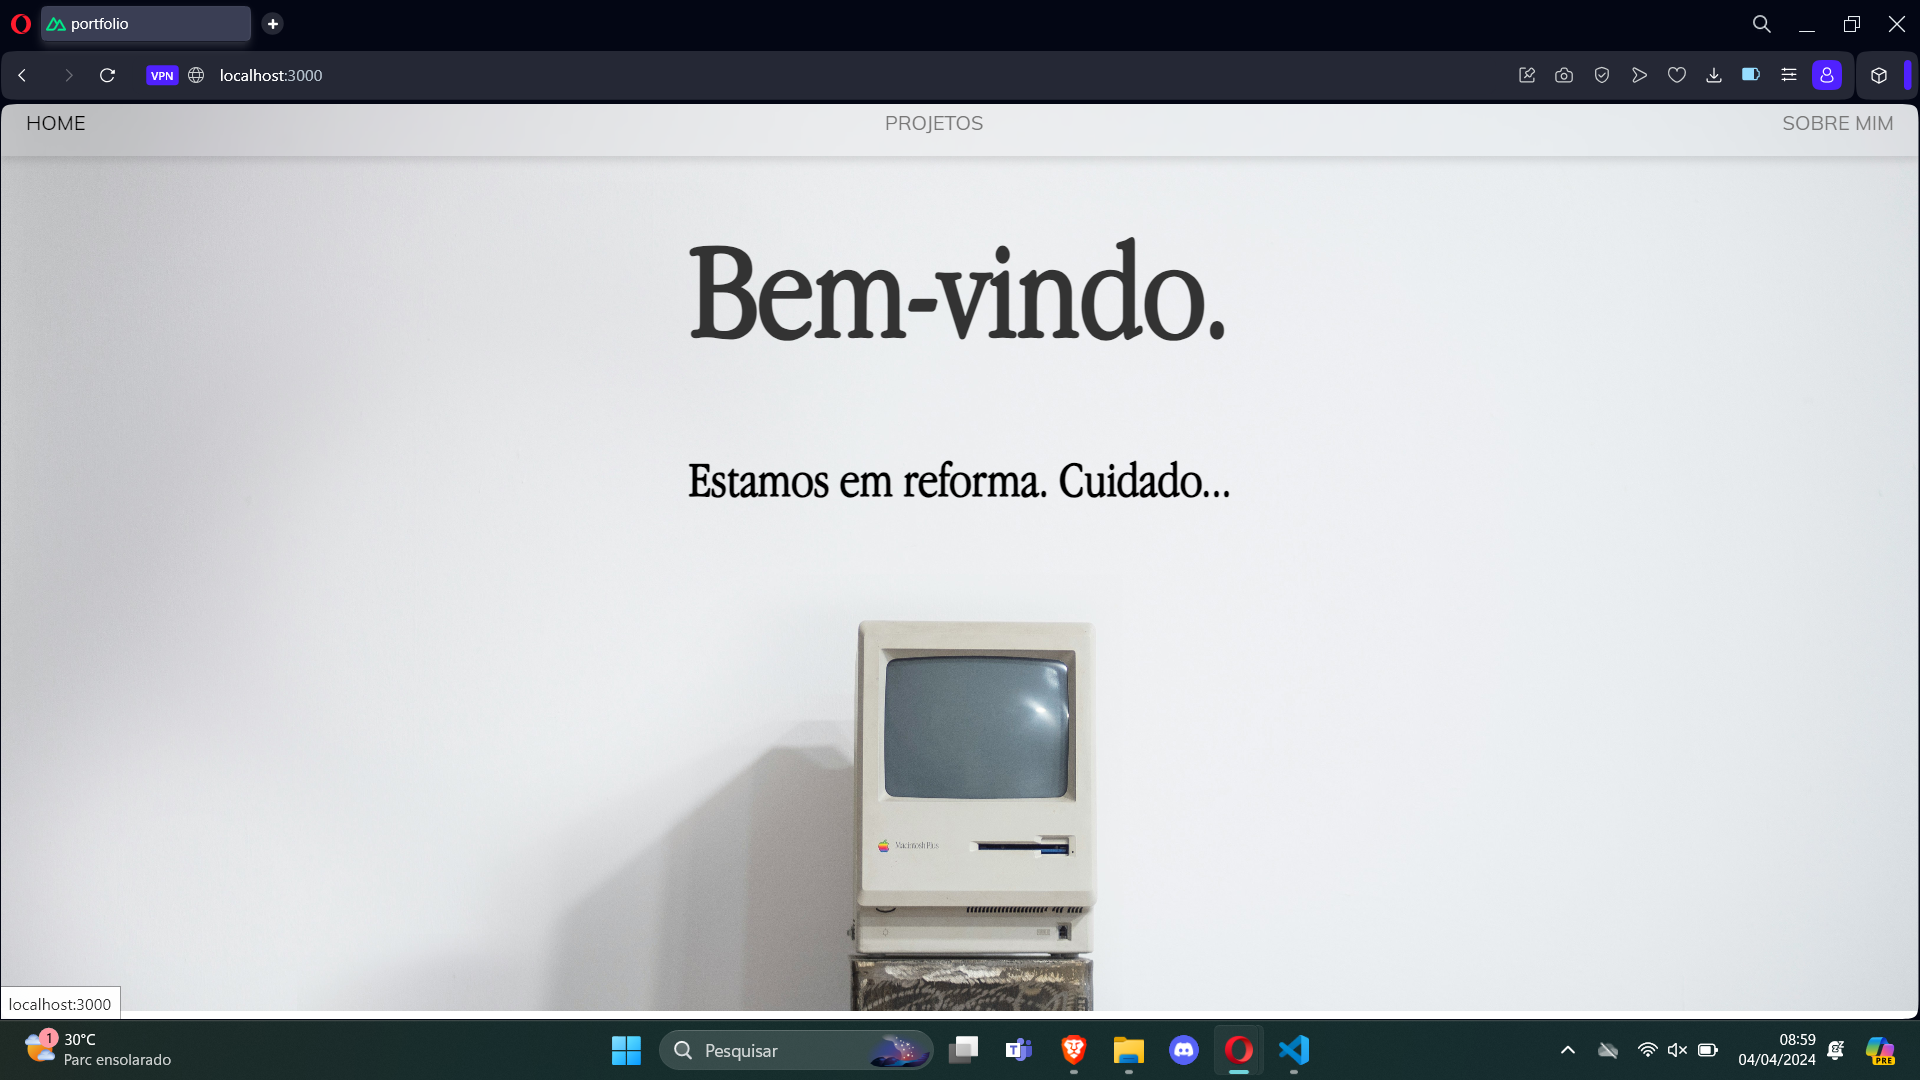 portfolio
VPN
localhost:3000
HOME
PROJETOS
SOBRE MIM
Bem-vindo.
Estamos em reforma. Cuidado...
Macintosh Plus
localhost:3000
1
30°C
Parc ensolarado
Pesquisar
08:59
04/04/2024
PRE